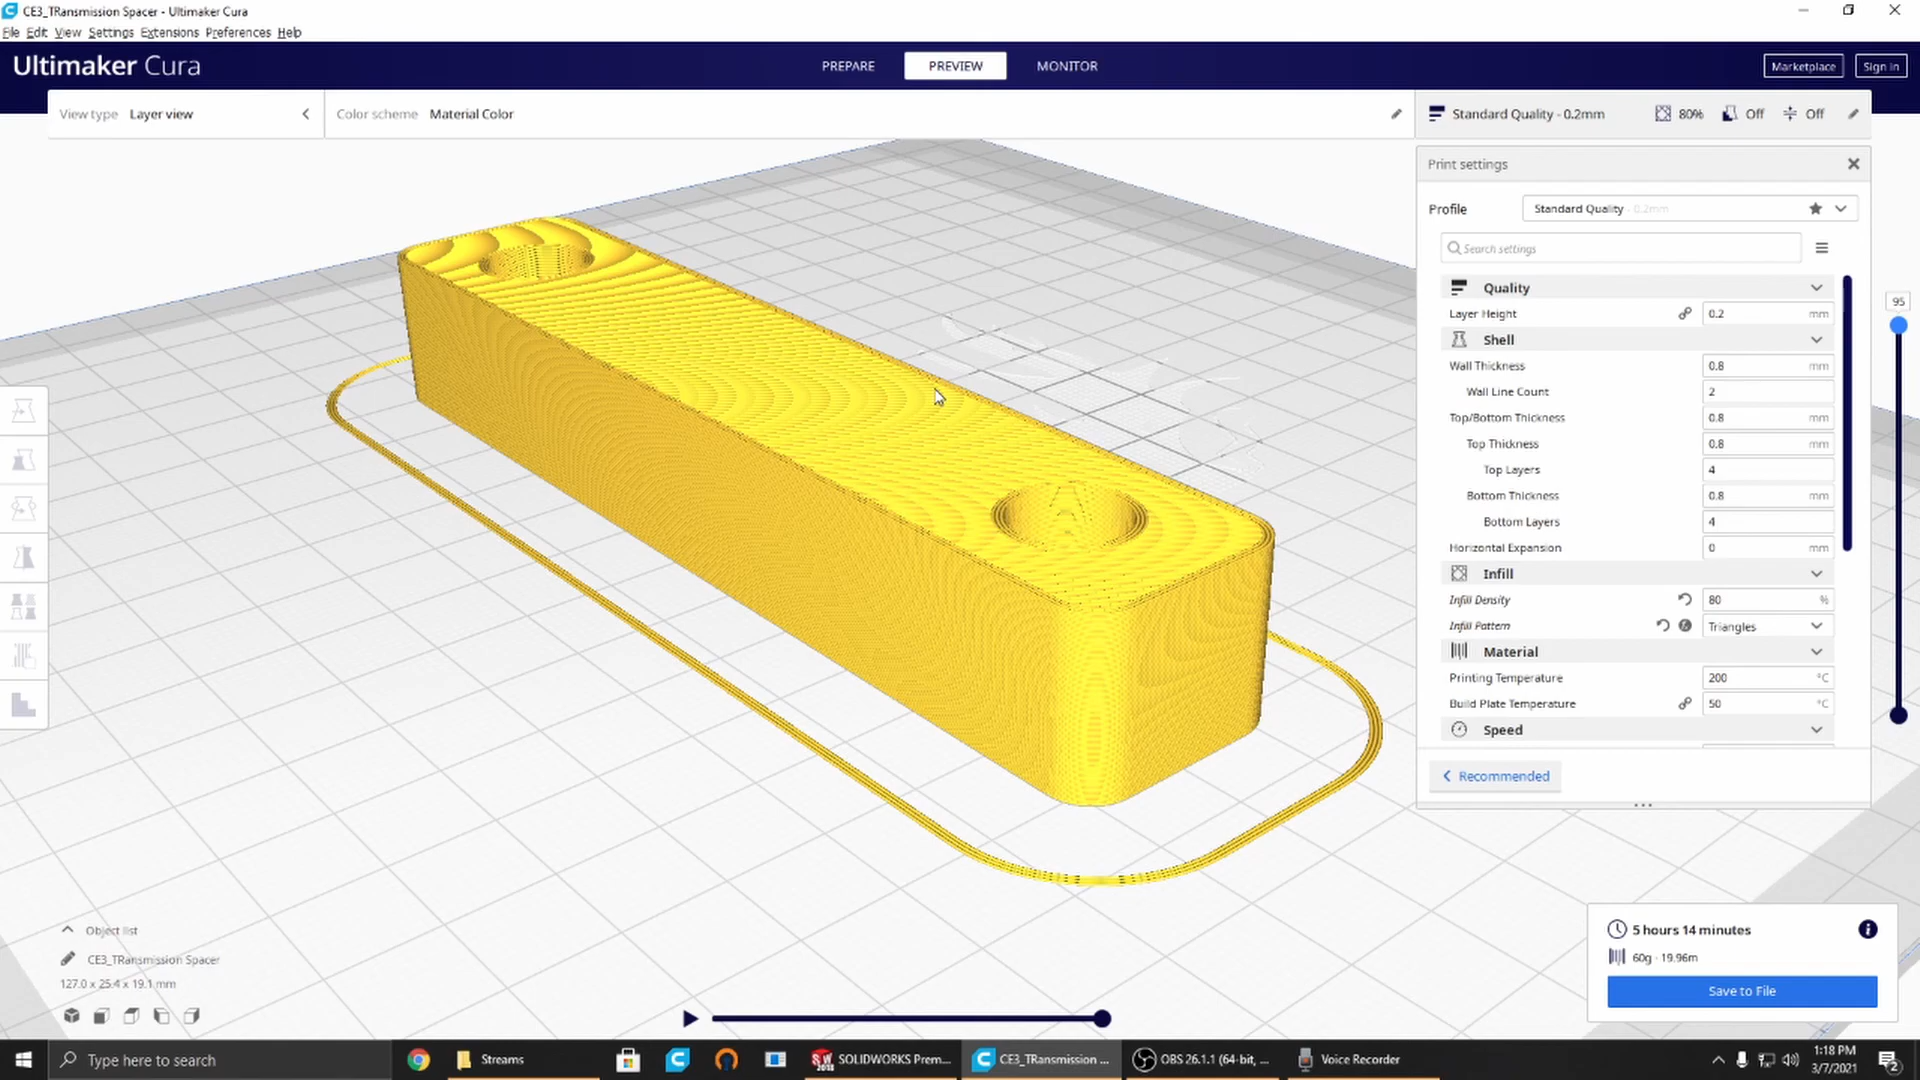 CE3_TRansmission Spacer - Ultimaker Cura
File Edit View Settings Extensions Preferences Help
Ultimaker Cura
PREPARE
PREVIEW
MONITOR
Marketplace
Sign in
View type Layer view
Color scheme Material Color
Standard Quality - 0.2mm
80%
Off
Off
Print settings
Profile
Standard Quality - 0.2mm
Search settings
Quality
Layer Height 0.2 mm
Shell
Wall Thickness 0.8 mm
Wall Line Count 2
Top/Bottom Thickness 0.8 mm
Top Thickness 0.8 mm
Top Layers 4
Bottom Thickness 0.8 mm
Bottom Layers 4
Horizontal Expansion 0 mm
Infill
Infill Density 80 %
Infill Pattern Triangles
Material
Printing Temperature 200 °C
Build Plate Temperature 50 °C
Speed
Recommended
95
Object list
CE3_TRansmission Spacer
127.0 x 25.4 x 19.1 mm
5 hours 14 minutes
60g · 19.96m
Save to File
Type here to search
Streams
SOLIDWORKS Prem...
CE3_TRansmission ...
OBS 26.1.1 (64-bit, ...
Voice Recorder
1:18 PM
3/7/2021
2